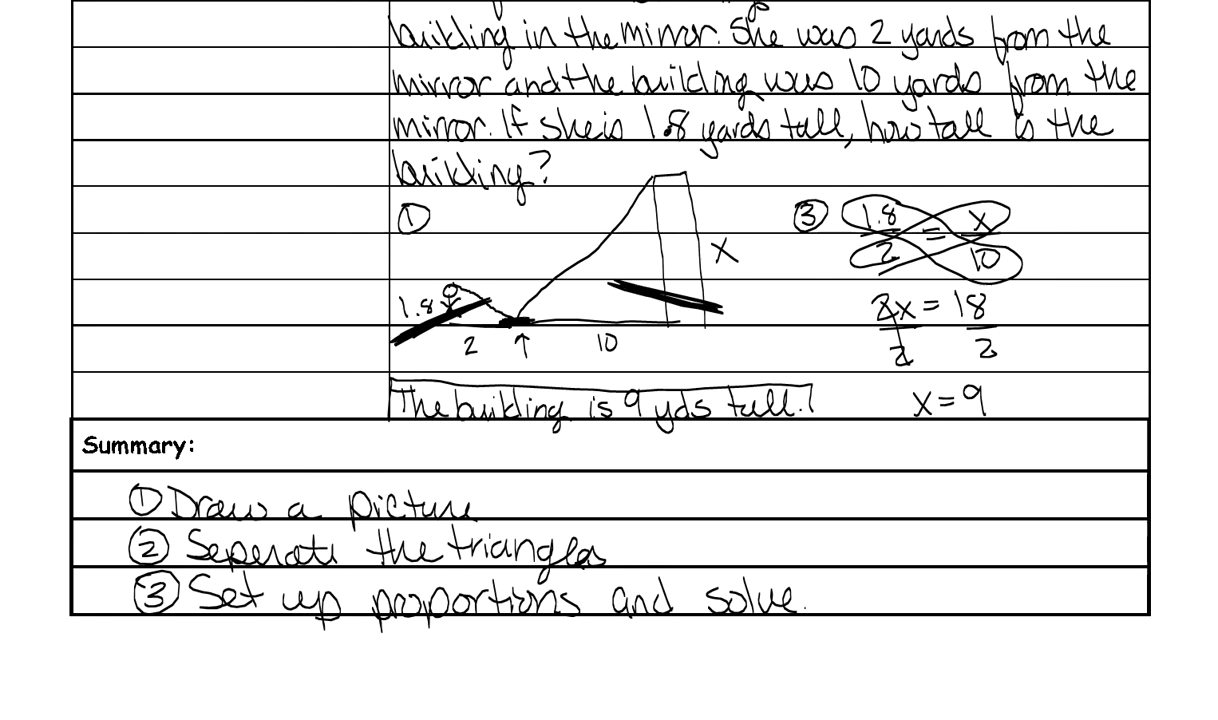 building in the mirror. She was 2 yards from the
mirror and the building was 10 yards from the
mirror. If she is 1.8 yards tall, how tall is the
building?
① ③ 1.8/2 = x/10
x
1.8
2x = 18
2 ↑ 10
2 2
The building is 9 yds tall. x = 9
Summary:
① Draw a picture
② Seperate the triangles
③ Set up proportions and solve.